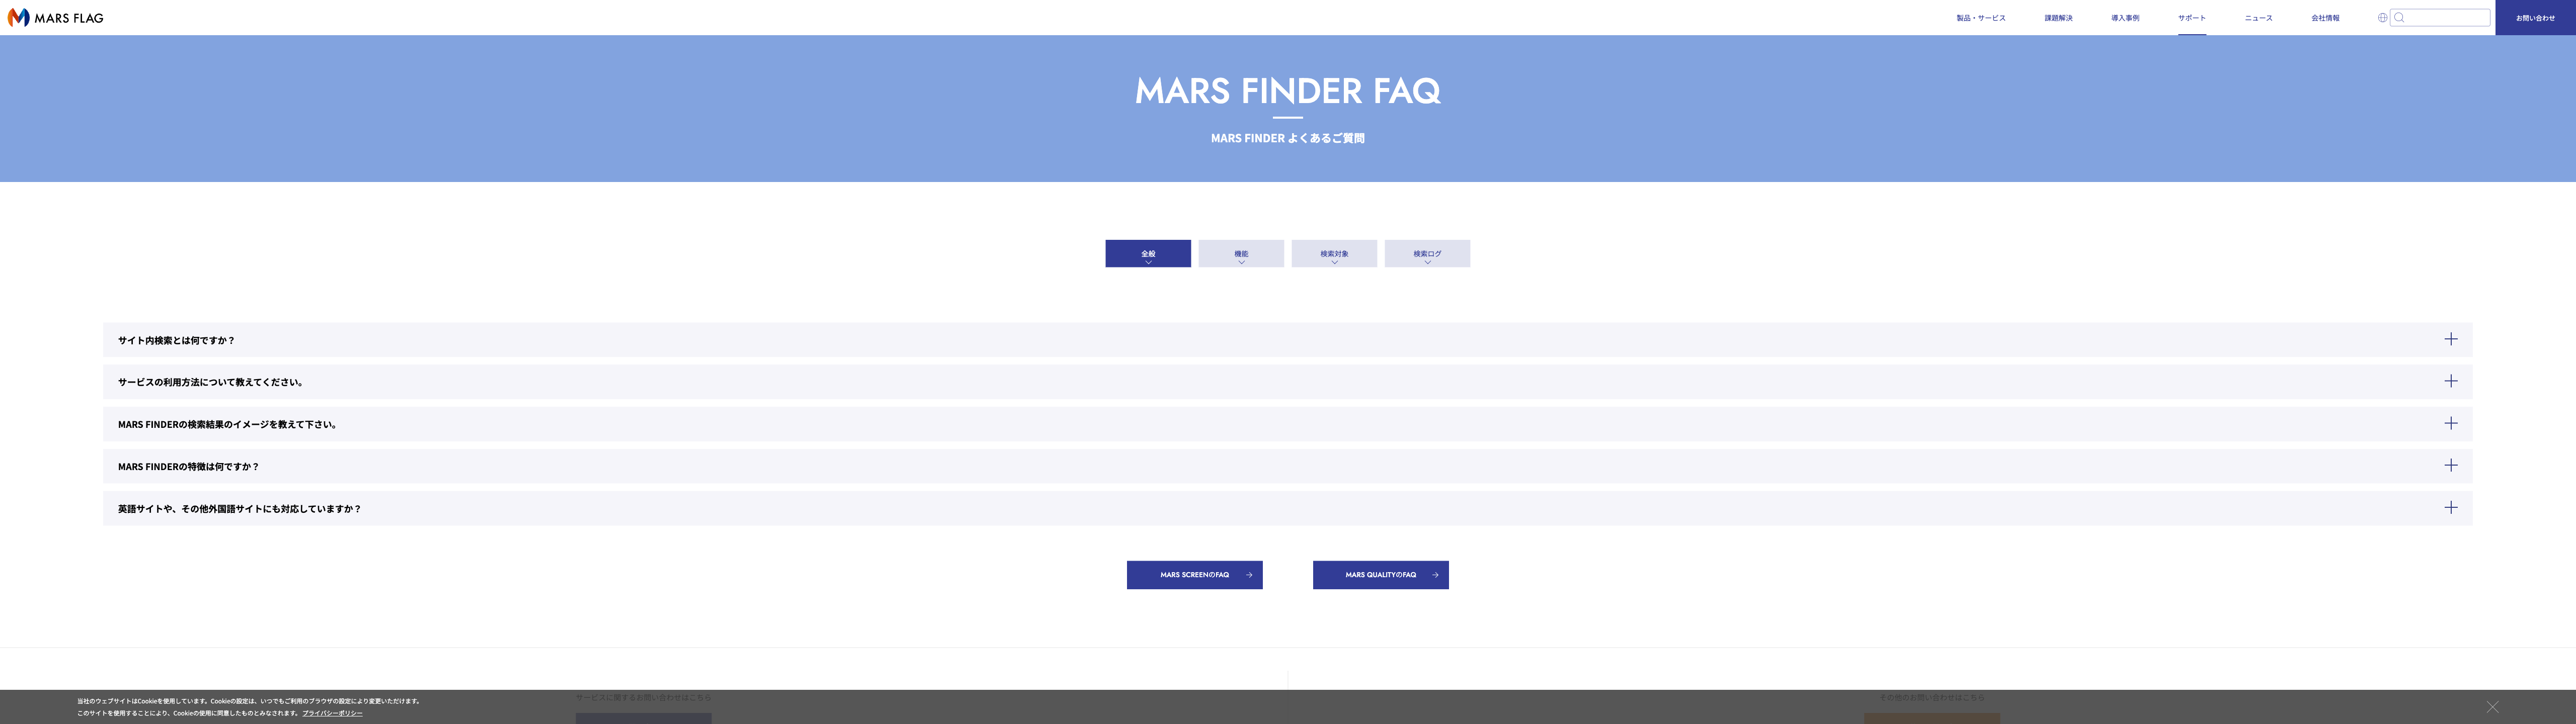 MARS FLAG
製品・サービス
課題解決
導入事例
サポート
ニュース
会社情報
お問い合わせ
MARS FINDER FAQ
MARS FINDER よくあるご質問
全般
機能
検索対象
検索ログ
サイト内検索とは何ですか？
サービスの利用方法について教えてください。
MARS FINDERの検索結果のイメージを教えて下さい。
MARS FINDERの特徴は何ですか？
英語サイトや、その他外国語サイトにも対応していますか？
MARS SCREENのFAQ
MARS QUALITYのFAQ
サービスに関するお問い合わせはこちら
その他のお問い合わせはこちら
当社のウェブサイトはCookieを使用しています。Cookieの設定は、いつでもご利用のブラウザの設定により変更いただけます。
このサイトを使用することにより、Cookieの使用に同意したものとみなされます。 プライバシーポリシー